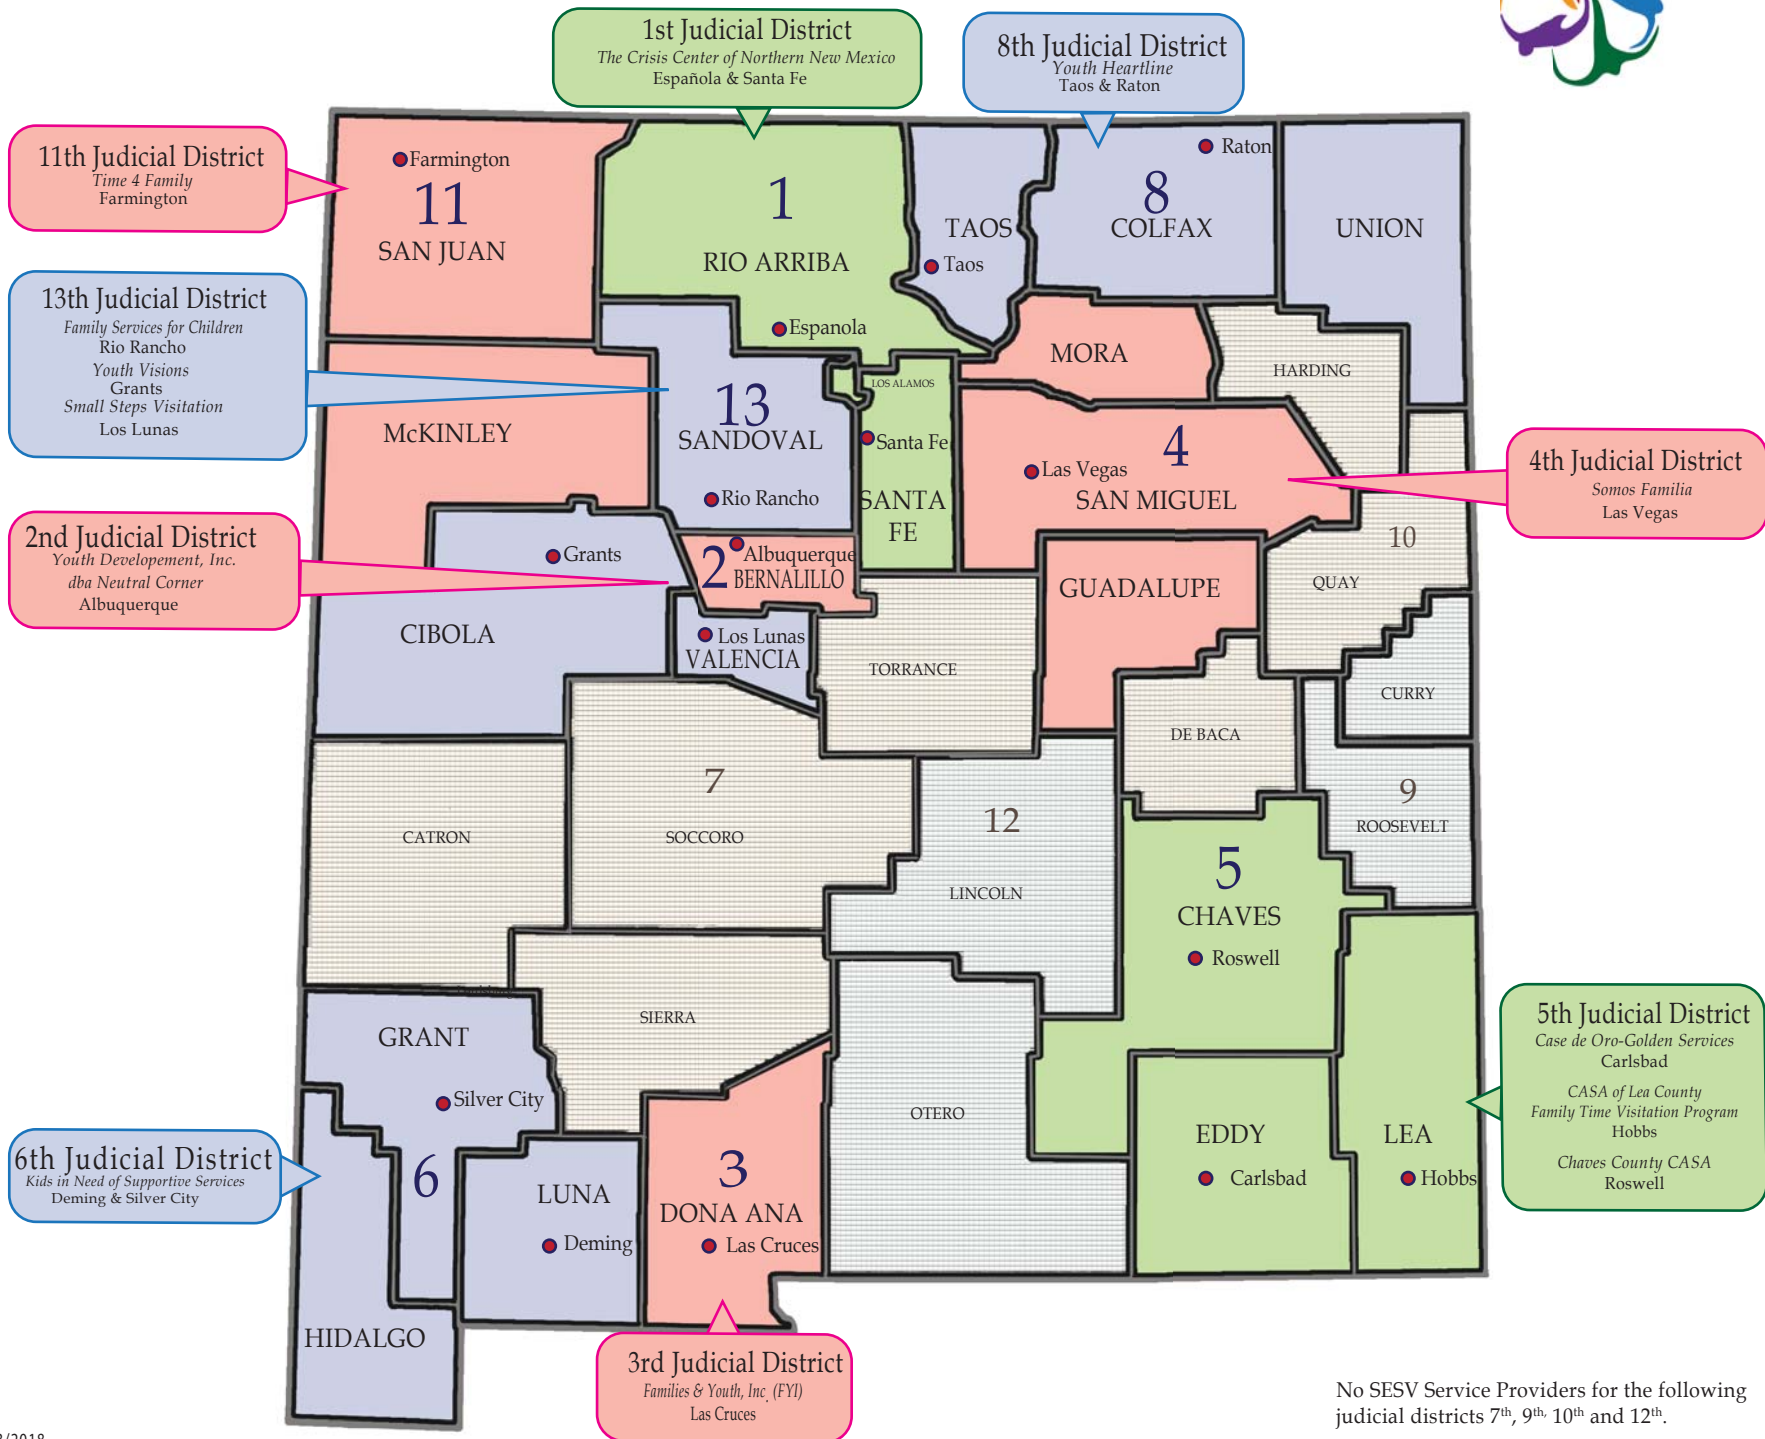 1st Judicial District
The Crisis Center of Northern New Mexico
Española & Santa Fe
8th Judicial District
Youth Heartline
Taos & Raton
11th Judicial District
Time 4 Family
Farmington
13th Judicial District
Family Services for Children
Rio Rancho
Youth Visions
Grants
Small Steps Visitation
Los Lunas
2nd Judicial District
Youth Developement, Inc.
dba Neutral Corner
Albuquerque
4th Judicial District
Somos Familia
Las Vegas
5th Judicial District
Case de Oro-Golden Services
Carlsbad
CASA of Lea County
Family Time Visitation Program
Hobbs
Chaves County CASA
Roswell
6th Judicial District
Kids in Need of Supportive Services
Deming & Silver City
3rd Judicial District
Families & Youth, Inc (FYI)
Las Cruces
Farmington
11
SAN JUAN
1
RIO ARRIBA
Espanola
TAOS
Taos
Raton
8
COLFAX
UNION
MORA
HARDING
LOS ALAMOS
McKINLEY
13
SANDOVAL
Rio Rancho
Santa Fe
SANTA
FE
4
Las Vegas
SAN MIGUEL
10
QUAY
Grants
CIBOLA
2
Albuquerque
BERNALILLO
Los Lunas
VALENCIA
TORRANCE
GUADALUPE
CURRY
DE BACA
9
ROOSEVELT
CATRON
7
SOCCORO
12
LINCOLN
5
CHAVES
Roswell
GRANT
Silver City
SIERRA
OTERO
EDDY
Carlsbad
LEA
Hobbs
6
LUNA
Deming
3
DONA ANA
Las Cruces
HIDALGO
No SESV Service Providers for the following
judicial districts 7th, 9th, 10th and 12th.